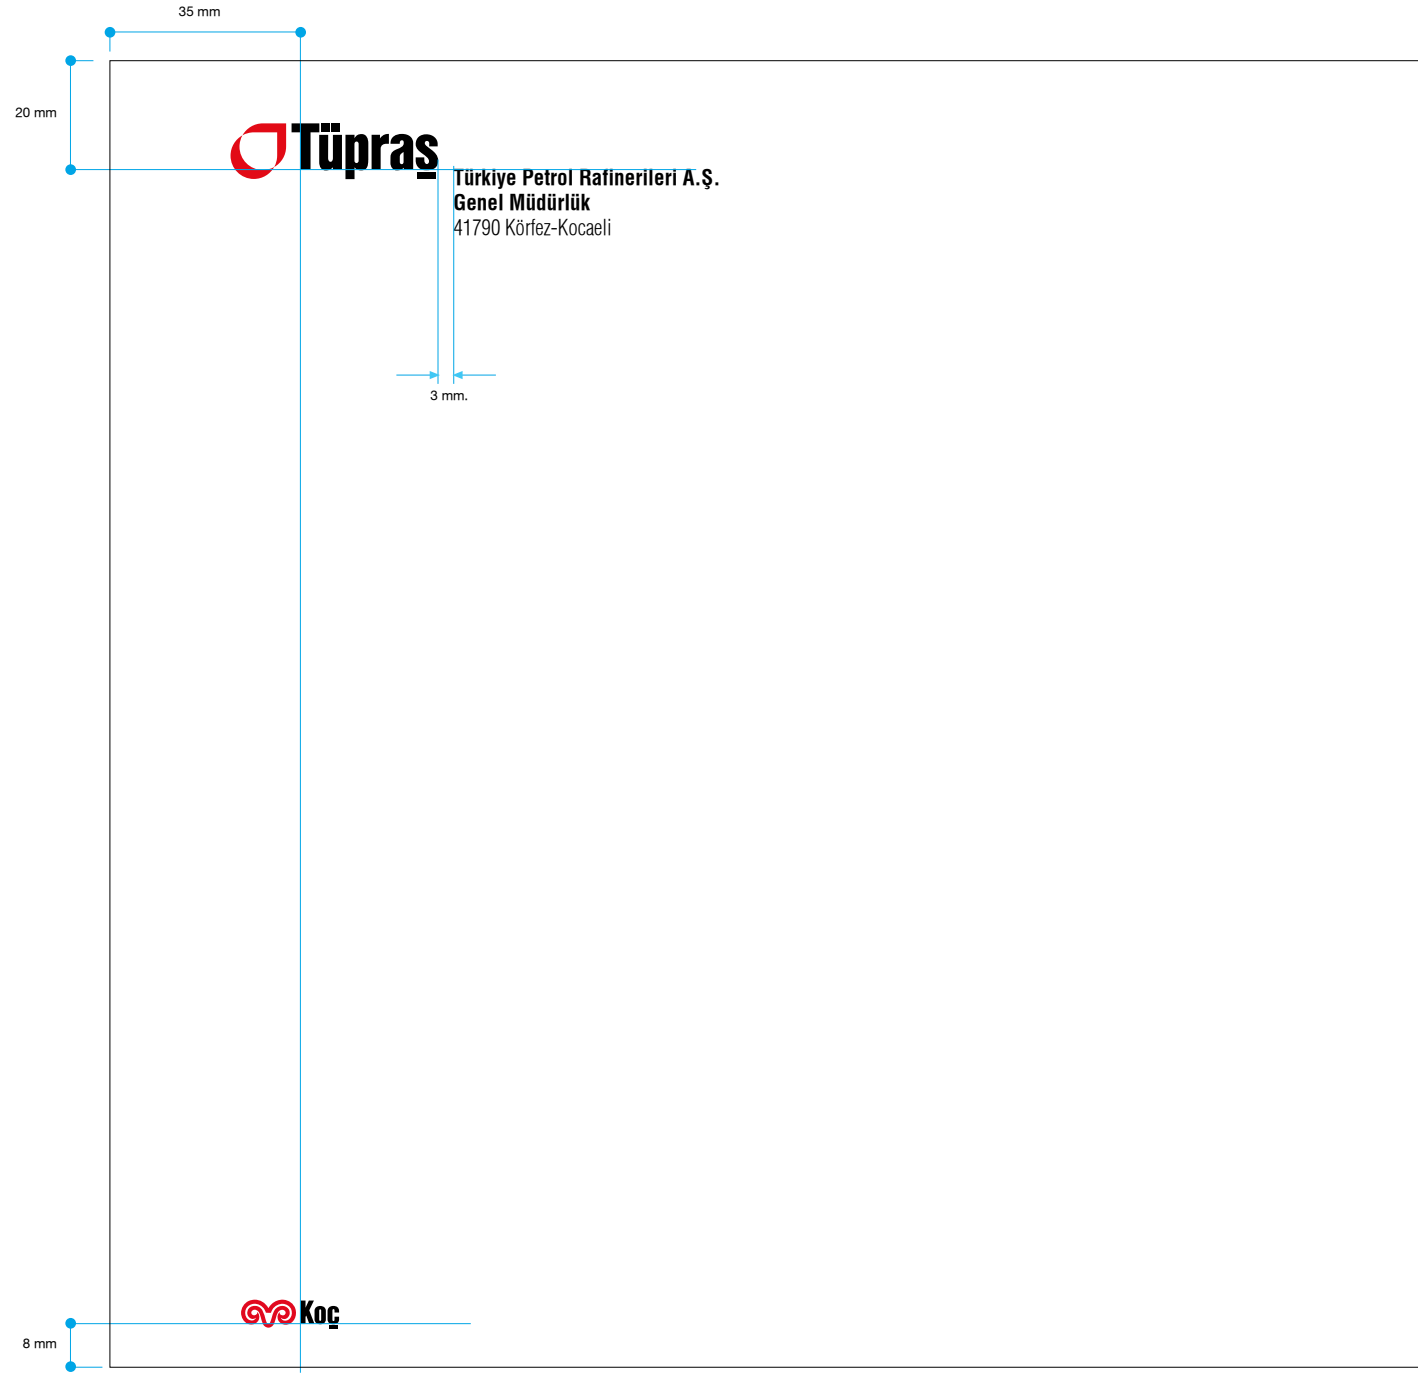 35 mm
20 mm
Tüpraş
Türkiye Petrol Rafinerileri A.Ş.
Genel Müdürlük
41790 Körfez-Kocaeli
3 mm.
Koç
8 mm